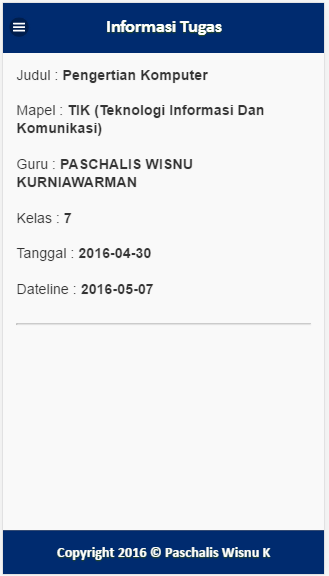 Informasi Tugas
Judul : Pengertian Komputer
Mapel : TIK (Teknologi Informasi Dan
Komunikasi)
Guru : PASCHALIS WISNU
KURNIAWARMAN
Kelas : 7
Tanggal : 2016-04-30
Dateline : 2016-05-07
Copyright 2016 © Paschalis Wisnu K